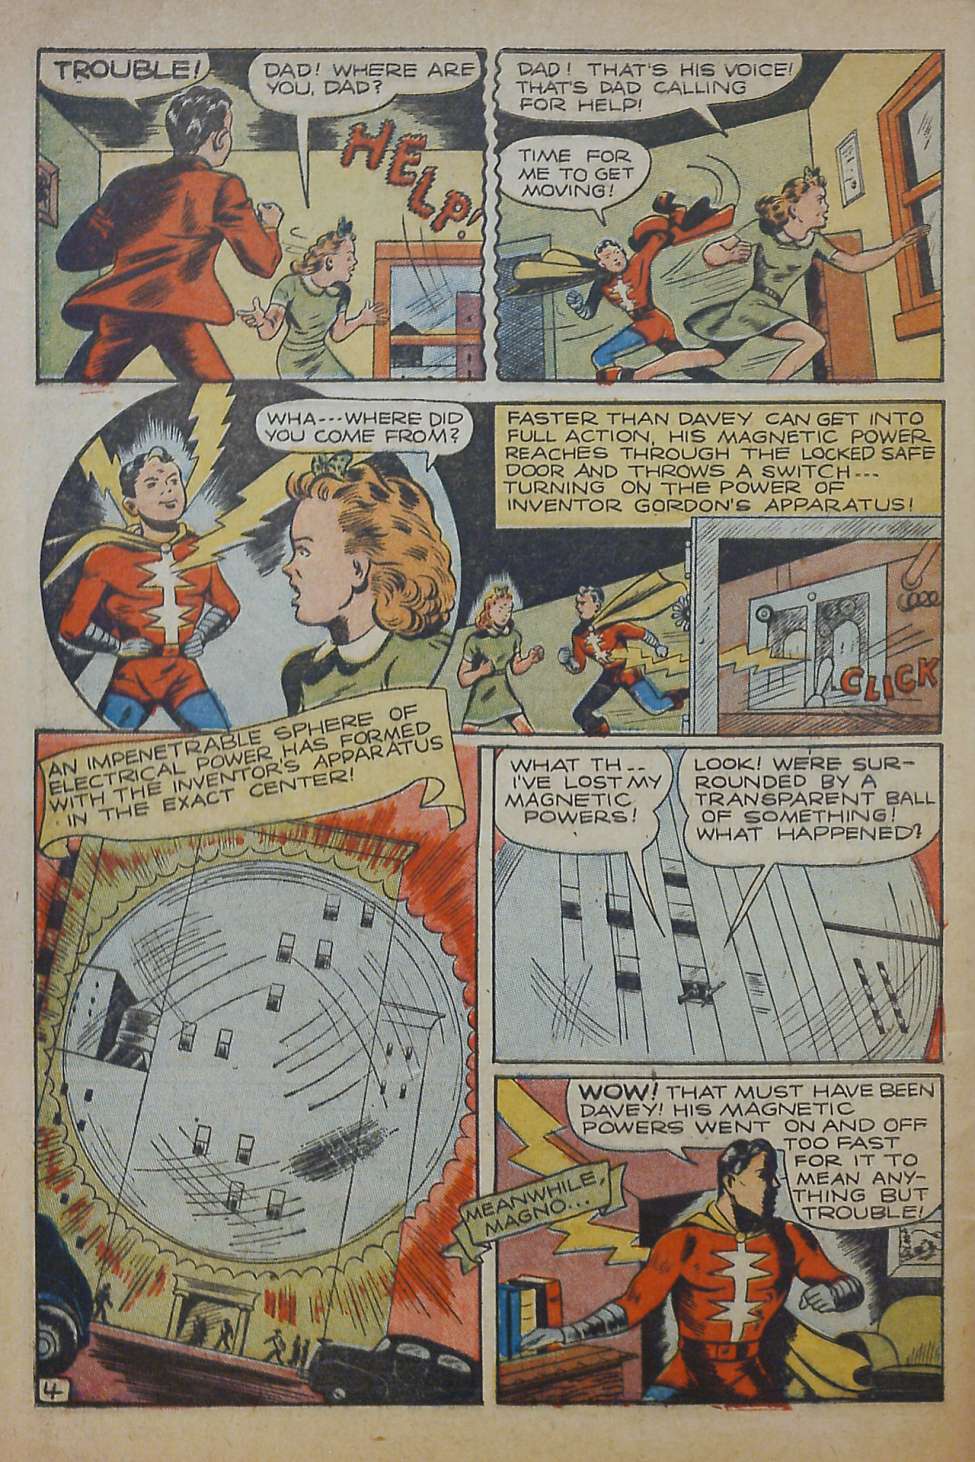 TROUBLE!
DAD! WHERE ARE
YOU, DAD?
HELP!
DAD! THAT'S HIS VOICE!
THAT'S DAD CALLING
FOR HELP!
TIME FOR
ME TO GET
MOVING!
WHA---WHERE DID
YOU COME FROM?
FASTER THAN DAVEY CAN GET INTO
FULL ACTION, HIS MAGNETIC POWER
REACHES THROUGH THE LOCKED SAFE
DOOR AND THROWS A SWITCH---
TURNING ON THE POWER OF
INVENTOR GORDON'S APPARATUS!
CLICK
AN IMPENETRABLE SPHERE OF
ELECTRICAL POWER HAS FORMED
WITH THE INVENTOR'S APPARATUS
IN THE EXACT CENTER!
WHAT TH---
I'VE LOST MY
MAGNETIC
POWERS!
LOOK! WE'RE SUR-
ROUNDED BY A
TRANSPARENT BALL
OF SOMETHING!
WHAT HAPPENED?
MEANWHILE,
MAGNO...
WOW! THAT MUST HAVE BEEN
DAVEY! HIS MAGNETIC
POWERS WENT ON AND OFF
TOO FAST
FOR IT TO
MEAN ANY-
THING BUT
TROUBLE!
4